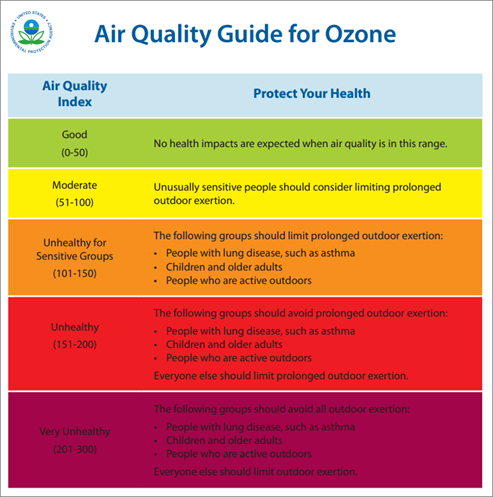 UNITED STATES
ENVIRONMENTAL PROTECTION AGENCY
Air Quality Guide for Ozone
Air Quality
Index
Protect Your Health
Good
(0-50)
No health impacts are expected when air quality is in this range.
Moderate
(51-100)
Unusually sensitive people should consider limiting prolonged
outdoor exertion.
Unhealthy for
Sensitive Groups
(101-150)
The following groups should limit prolonged outdoor exertion:
• People with lung disease, such as asthma
• Children and older adults
• People who are active outdoors
Unhealthy
(151-200)
The following groups should avoid prolonged outdoor exertion:
• People with lung disease, such as asthma
• Children and older adults
• People who are active outdoors
Everyone else should limit prolonged outdoor exertion.
Very Unhealthy
(201-300)
The following groups should avoid all outdoor exertion:
• People with lung disease, such as asthma
• Children and older adults
• People who are active outdoors
Everyone else should limit outdoor exertion.